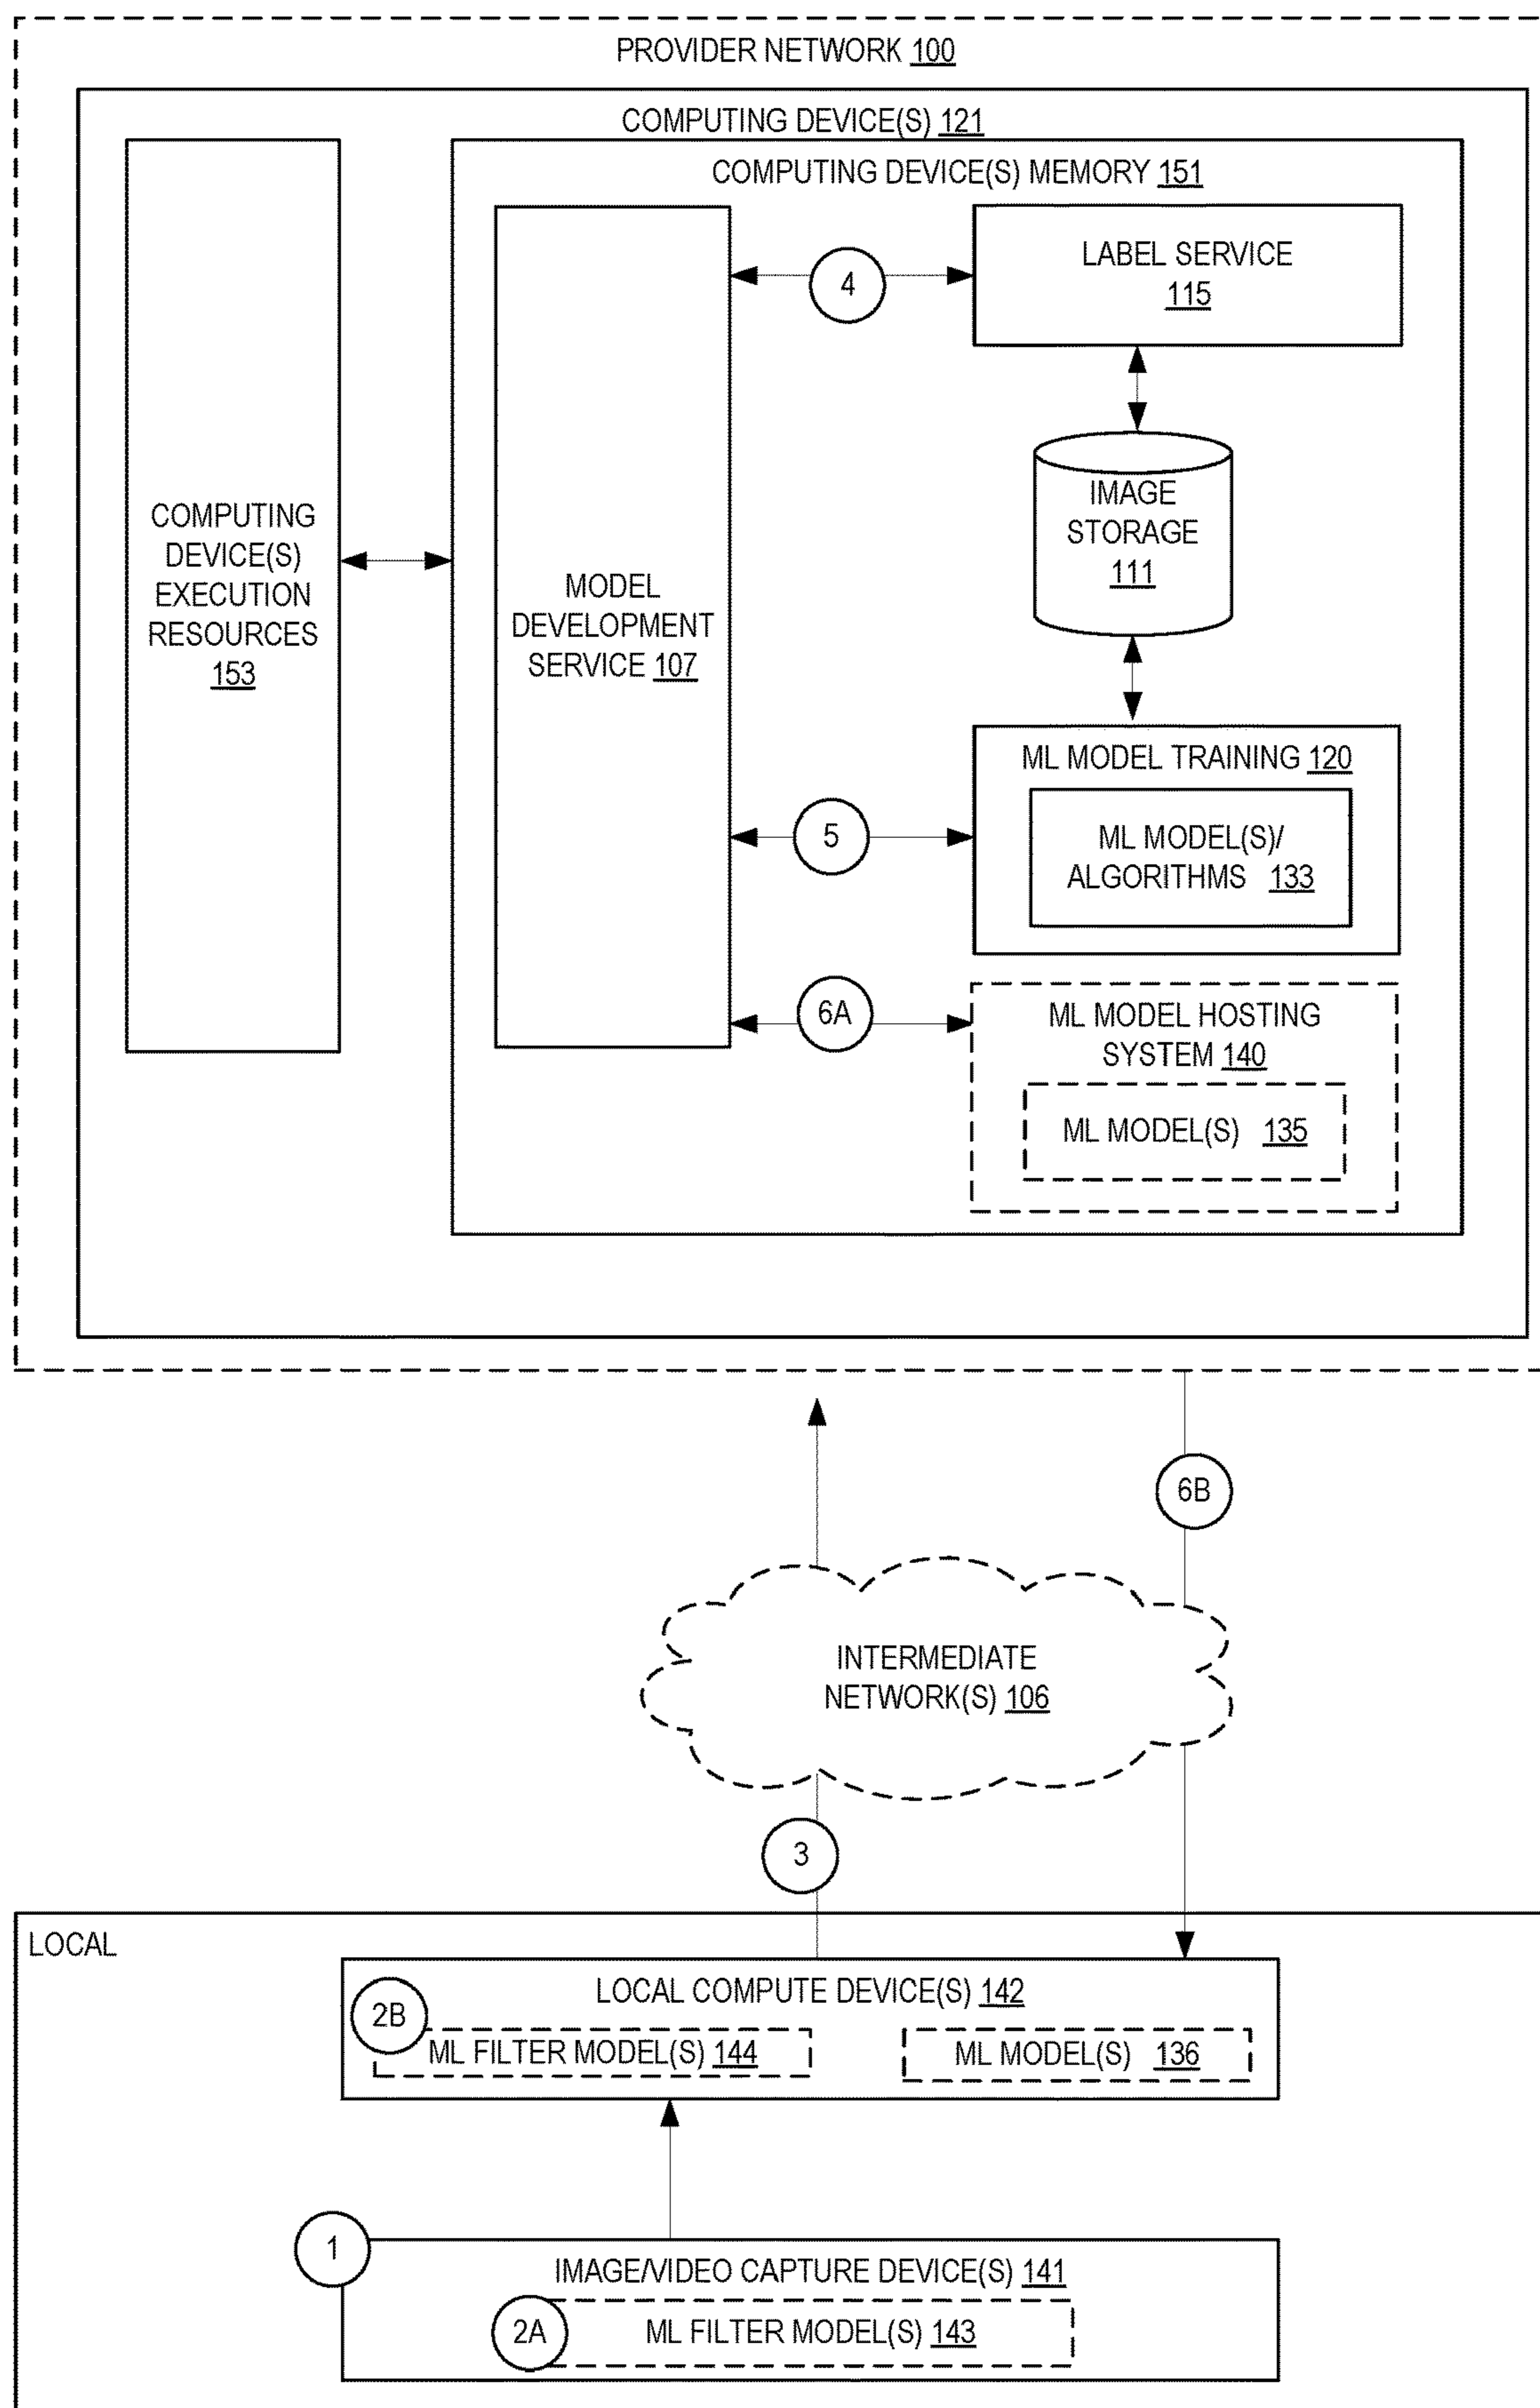 PROVIDER NETWORK 100
COMPUTING DEVICE(S) 121
COMPUTING DEVICE(S) MEMORY 151
COMPUTING
DEVICE(S)
EXECUTION
RESOURCES
153
MODEL
DEVELOPMENT
SERVICE 107
4
LABEL SERVICE
115
IMAGE
STORAGE
111
5
ML MODEL TRAINING 120
ML MODEL(S)/
ALGORITHMS 133
6A
ML MODEL HOSTING
SYSTEM 140
ML MODEL(S) 135
6B
INTERMEDIATE
NETWORK(S) 106
3
LOCAL
LOCAL COMPUTE DEVICE(S) 142
2B
ML FILTER MODEL(S) 144
ML MODEL(S) 136
1
IMAGE/VIDEO CAPTURE DEVICE(S) 141
2A
ML FILTER MODEL(S) 143